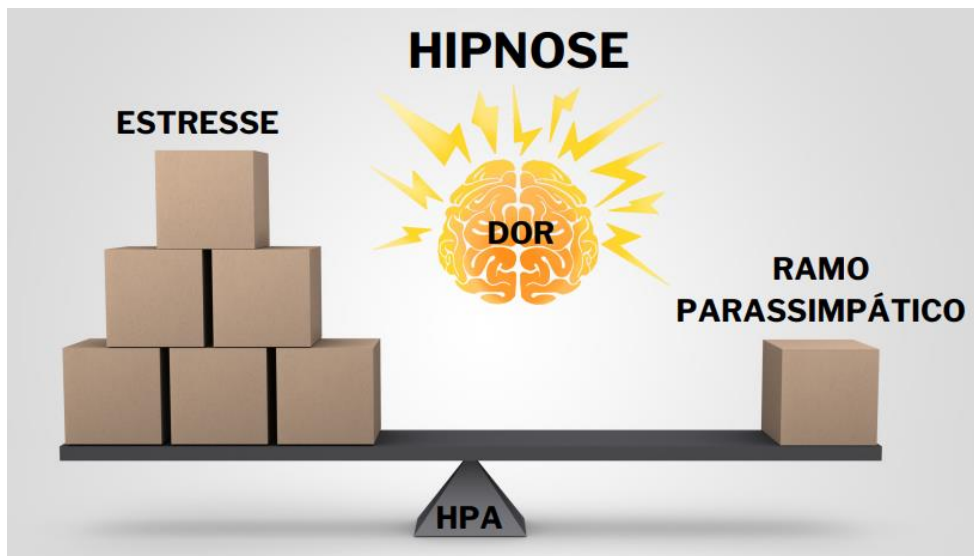 HIPNOSE
ESTRESSE
DOR
RAMO
PARASSIMPÁTICO
HPA